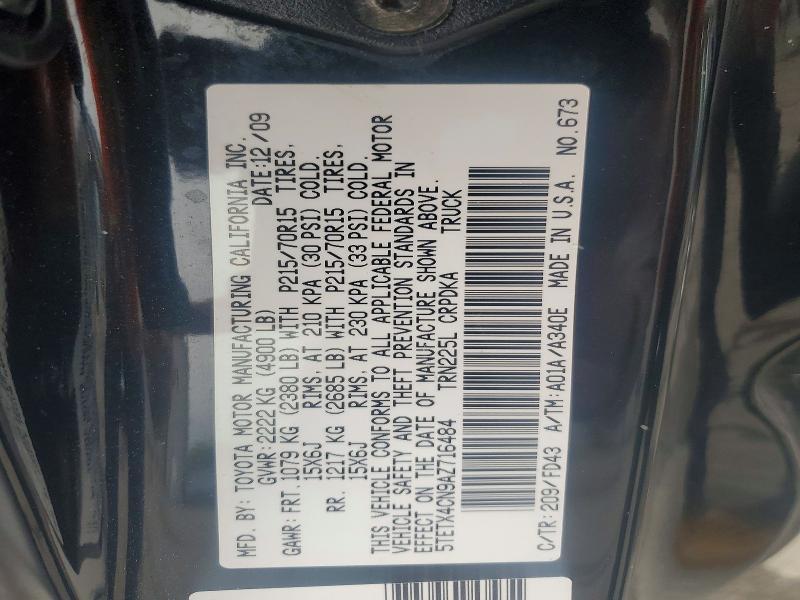 MFD. BY: TOYOTA MOTOR MANUFACTURING CALIFORNIA INC.
GVWR: 2222 KG (4900 LB) DATE: 12/09
GAWR: FRT. 1079 KG (2380 LB) WITH P215/70R15 TIRES,
15X6J RIMS, AT 210 KPA (30 PSI) COLD.
RR. 1217 KG (2685 LB) WITH P215/70R15 TIRES,
15X6J RIMS, AT 230 KPA (33 PSI) COLD.
THIS VEHICLE CONFORMS TO ALL APPLICABLE FEDERAL MOTOR
VEHICLE SAFETY AND THEFT PREVENTION STANDARDS IN
EFFECT ON THE DATE OF MANUFACTURE SHOWN ABOVE.
5TETX4CN9AZ716484 TRN225L CRPDKA TRUCK
C/TR: 209/FD43 A/TM: A01A/A340E MADE IN U.S.A. NO.673